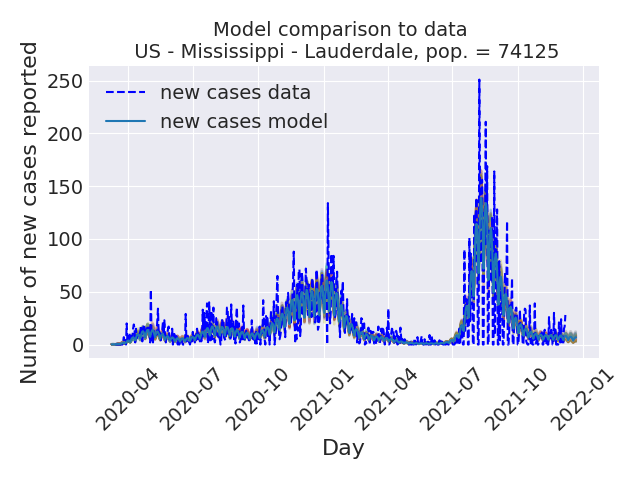 Model comparison to data
US - Mississippi - Lauderdale, pop. = 74125
Number of new cases reported
250
200
150
100
50
0
new cases data
new cases model
2020-04
2020-07
2020-10
2021-01
2021-04
2021-07
2021-10
2022-01
Day